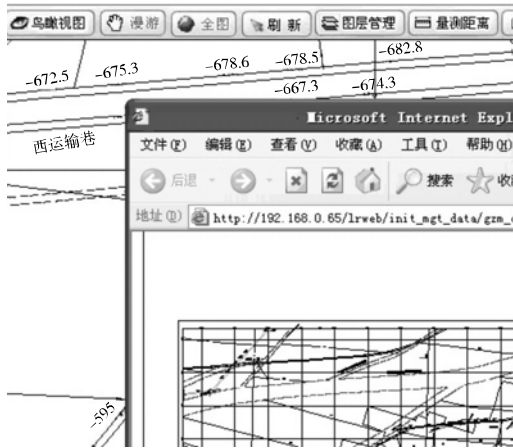 鸟瞰视图 漫游 全图 刷 新 图层管理 量测距离
-672.5 -675.3 -678.6 -678.5 -682.8
-667.3 -674.3
西运输巷
Microsoft Internet Expl
文件(F) 编辑(E) 查看(V) 收藏(A) 工具(T) 帮助(H)
后退 搜索 收
地址(D) http://192.168.0.65/lrweb/init_mgt_data/gzm_
-595